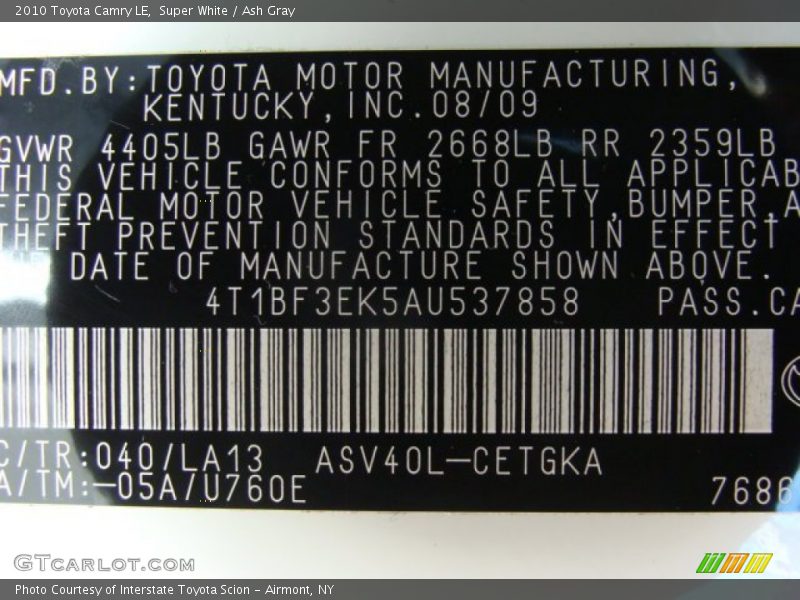 2010 Toyota Camry LE, Super White / Ash Gray
MFD.BY:TOYOTA MOTOR MANUFACTURING,
KENTUCKY,INC.08/09
GVWR 4405LB GAWR FR 2668LB RR 2359LB
THIS VEHICLE CONFORMS TO ALL APPLICAB
FEDERAL MOTOR VEHICLE SAFETY,BUMPER,A
THEFT PREVENTION STANDARDS IN EFFECT
DATE OF MANUFACTURE SHOWN ABOVE.
4T1BF3EK5AU537858 PASS.CA
C/TR:040/LA13 ASV40L-CETGKA
A/TM:-05A/U760E
7686
GTCARLOT.COM
Photo Courtesy of Interstate Toyota Scion - Airmont, NY